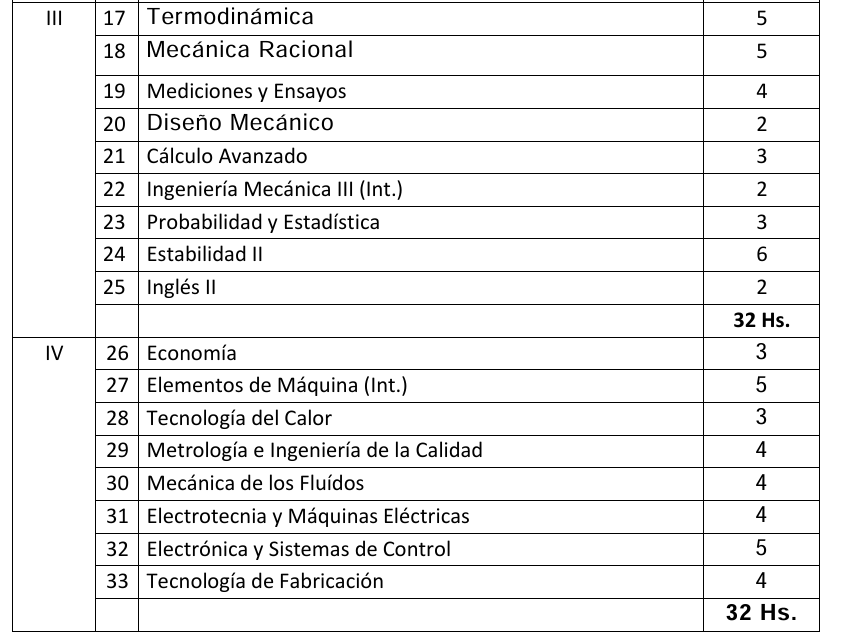 III 17 Termodinámica 5
18 Mecánica Racional 5
19 Mediciones y Ensayos 4
20 Diseño Mecánico 2
21 Cálculo Avanzado 3
22 Ingeniería Mecánica III (Int.) 2
23 Probabilidad y Estadística 3
24 Estabilidad II 6
25 Inglés II 2
32 Hs.
IV 26 Economía 3
27 Elementos de Máquina (Int.) 5
28 Tecnología del Calor 3
29 Metrología e Ingeniería de la Calidad 4
30 Mecánica de los Fluídos 4
31 Electrotecnia y Máquinas Eléctricas 4
32 Electrónica y Sistemas de Control 5
33 Tecnología de Fabricación 4
32 Hs.